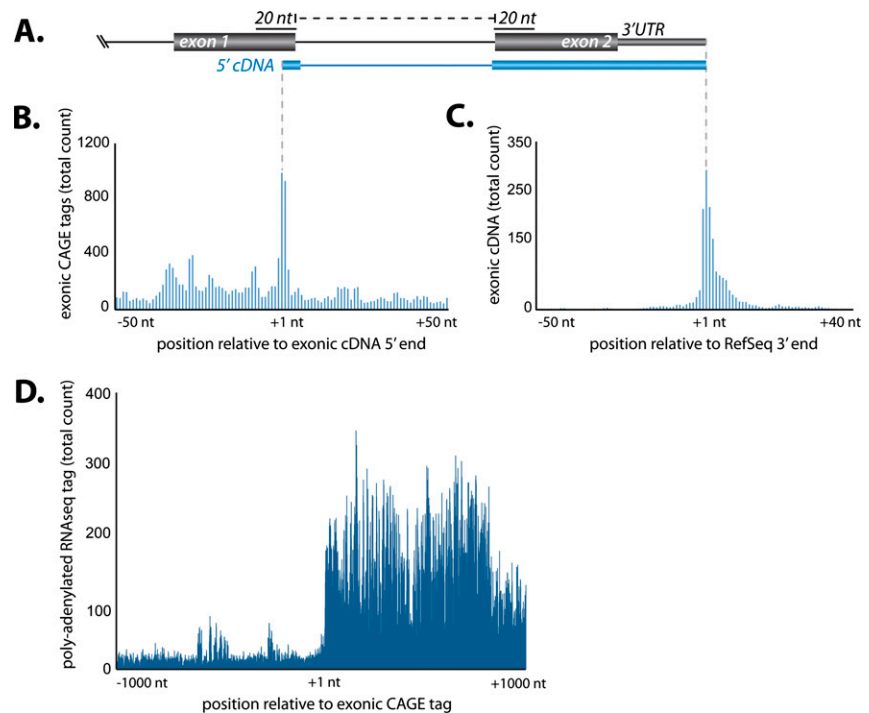 A.
20 nt
20 nt
exon 1
exon 2
3'UTR
5' cDNA
B.
exonic CAGE tags (total count)
1200
800
400
0
-50 nt
+1 nt
+50 nt
position relative to exonic cDNA 5' end
C.
exonic cDNA (total count)
350
250
150
0
-50 nt
+1 nt
+40 nt
position relative to RefSeq 3' end
D.
poly-adenylated RNAseq tag (total count)
400
300
200
100
0
-1000 nt
+1 nt
+1000 nt
position relative to exonic CAGE tag